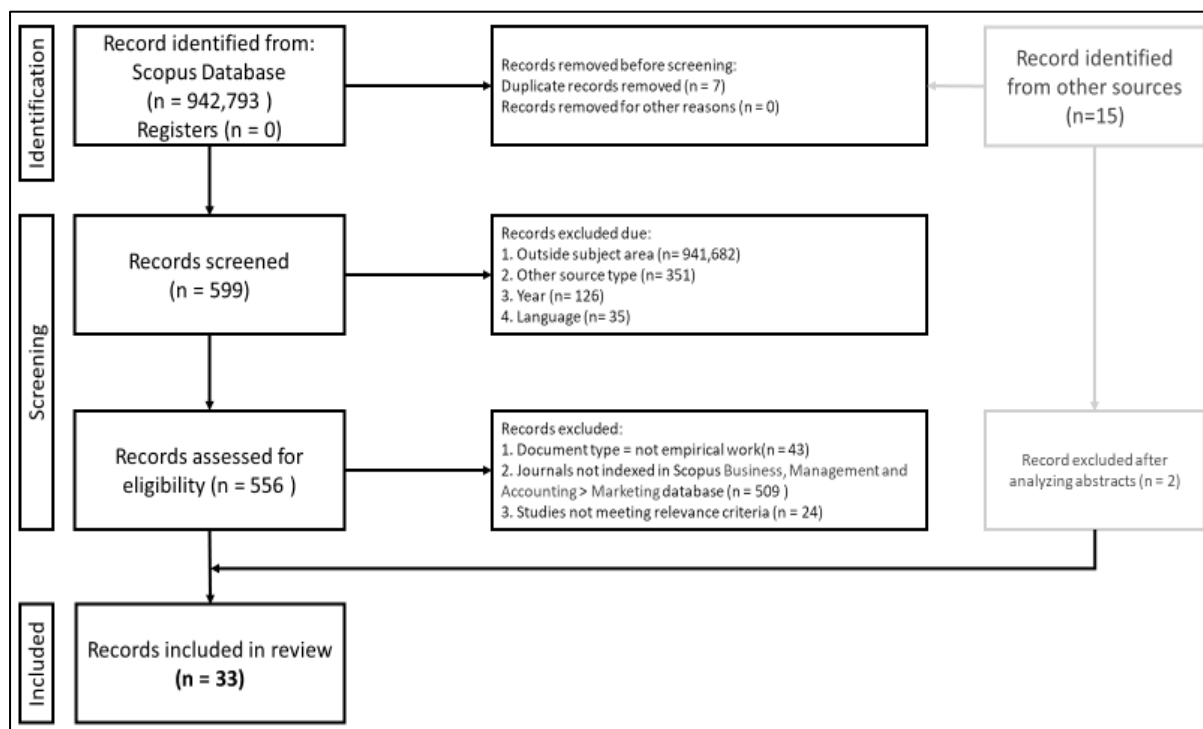 Identification
Record identified from:
Scopus Database
(n = 942,793 )
Registers (n = 0)
Records removed before screening:
Duplicate records removed (n = 7)
Records removed for other reasons (n = 0)
Record identified
from other sources
(n=15)
Screening
Records screened
(n = 599)
Records excluded due:
1. Outside subject area (n= 941,682)
2. Other source type (n= 351)
3. Year (n= 126)
4. Language (n= 35)
Records assessed for
eligibility (n = 556 )
Records excluded:
1. Document type = not empirical work(n = 43)
2. Journals not indexed in Scopus Business, Management and
Accounting > Marketing database (n = 509 )
3. Studies not meeting relevance criteria (n = 24)
Record excluded after
analyzing abstracts (n = 2)
Included
Records included in review
(n = 33)